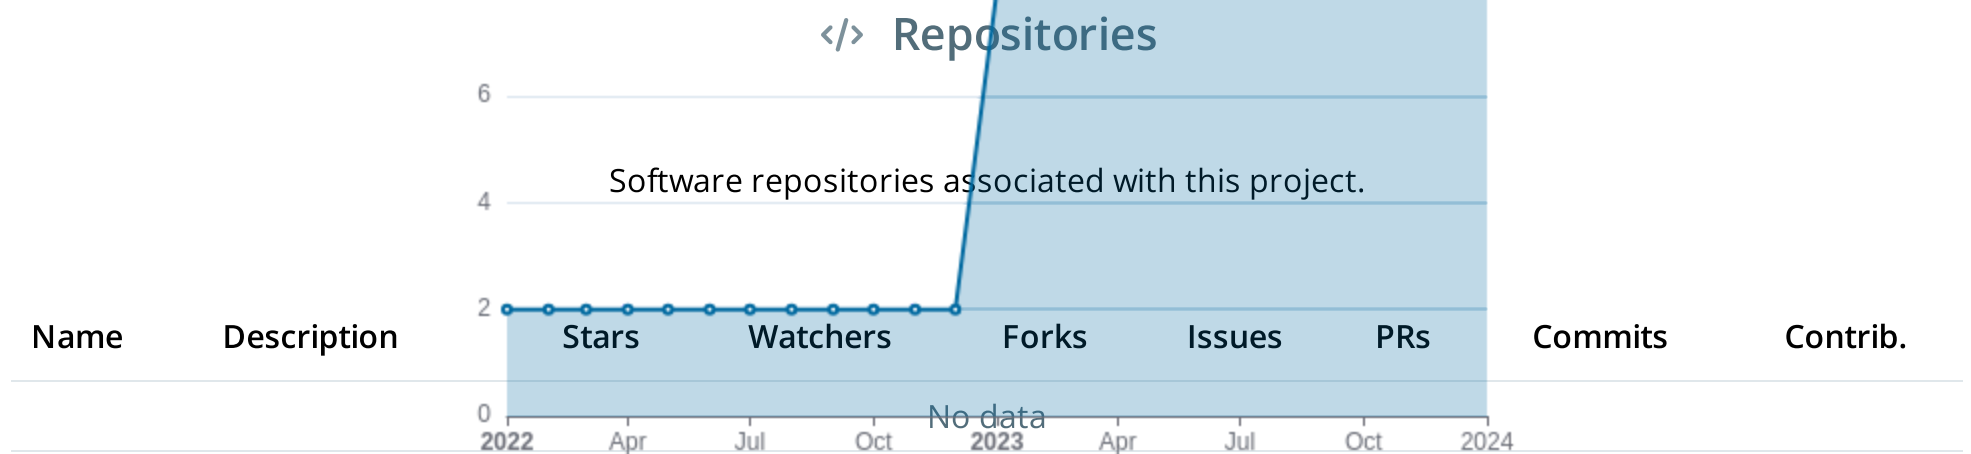 </> Repositories
6
Software repositories associated with this project.
4
2
Name Description Stars Watchers Forks Issues PRs Commits Contrib.
0
No data
2022 Apr Jul Oct 2023 Apr Jul Oct 2024